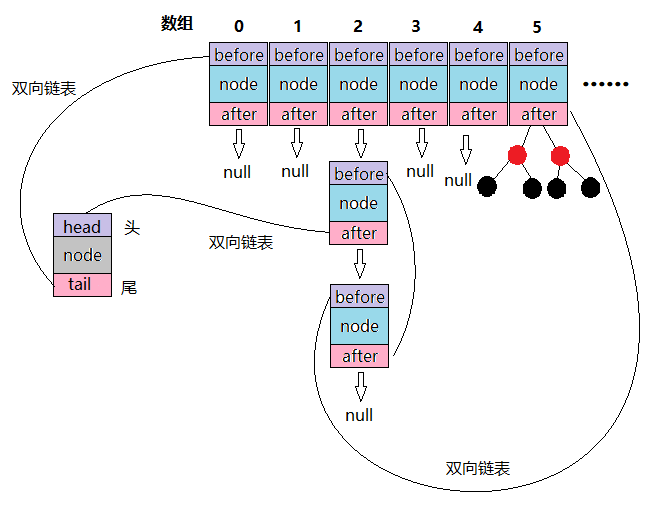 数组 0 1 2 3 4 5
before before before before before before
双向链表 node node node node node node ······
after after after after after after
null null before null null
node
head 头 双向链表 after
node
tail 尾
before
node
after
null
双向链表